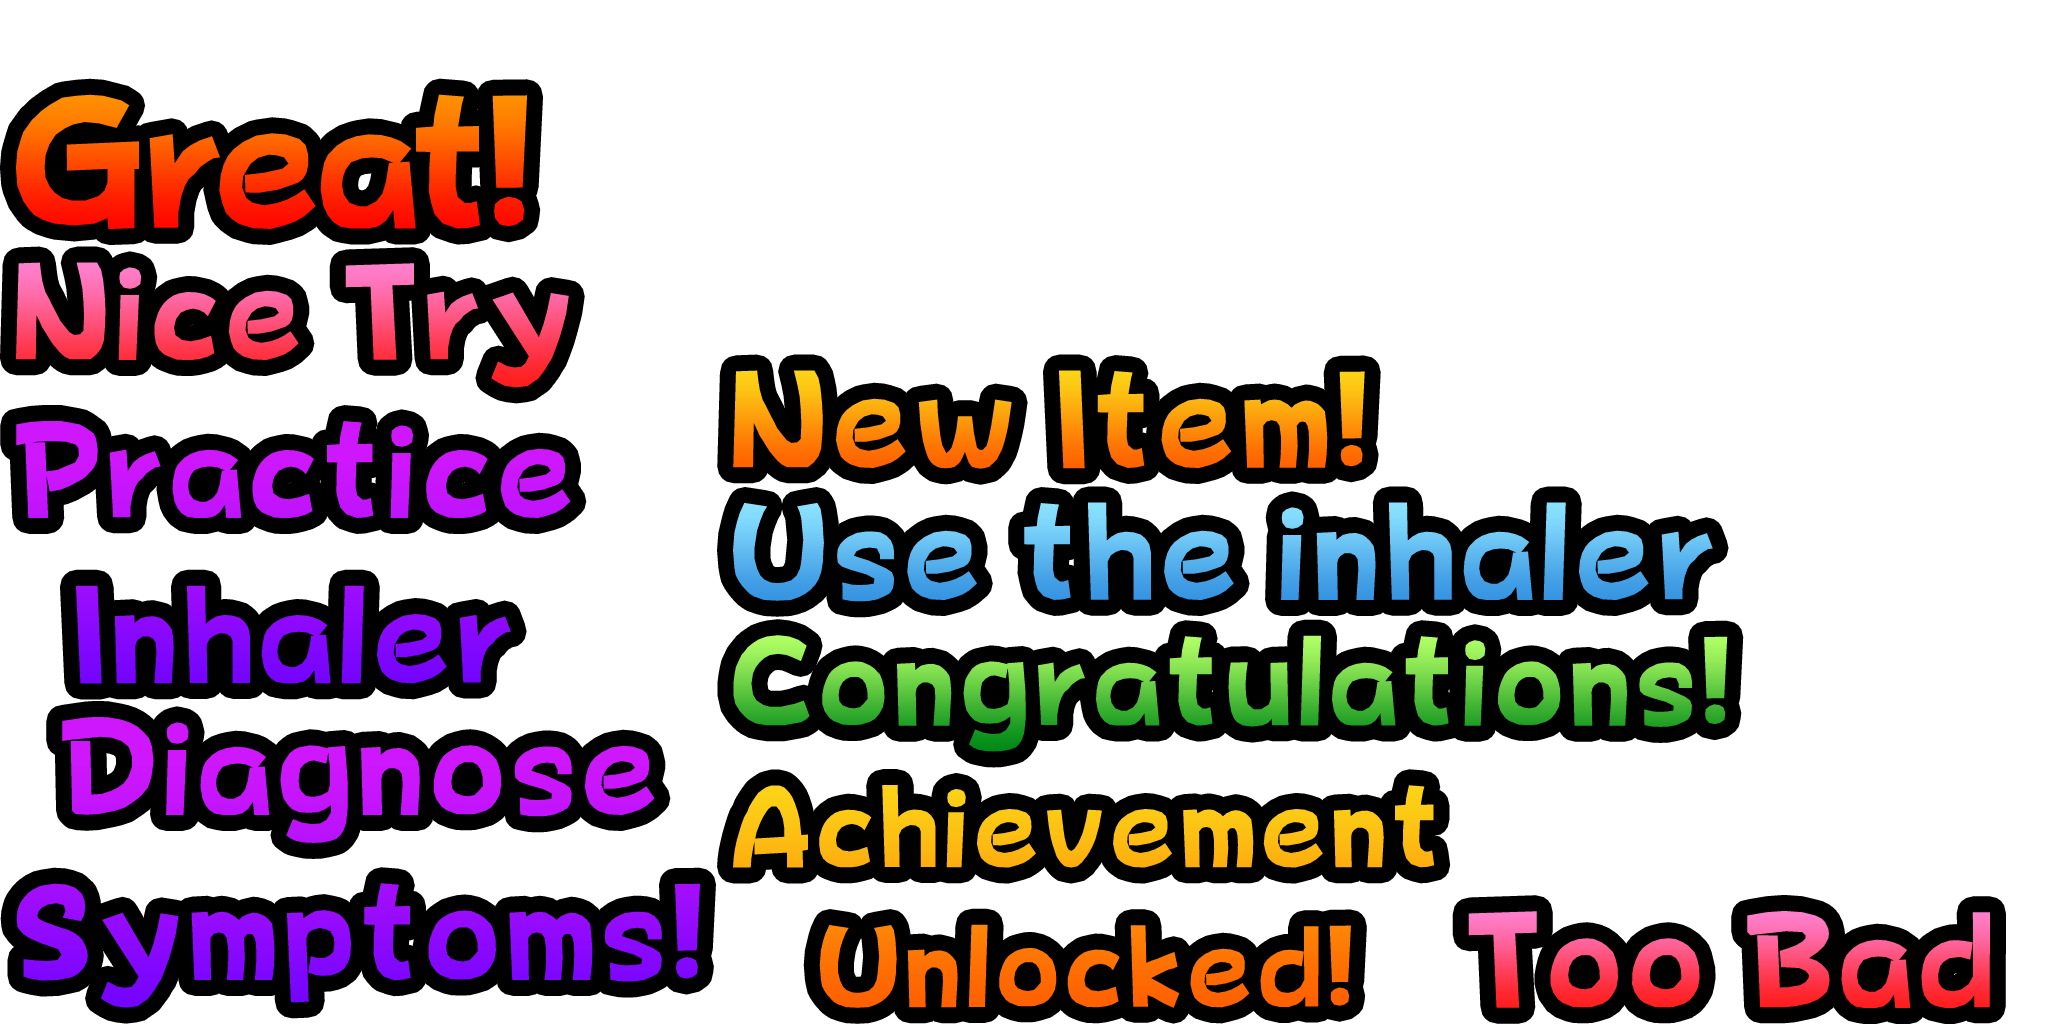 Great!
Nice Try
Practice
Inhaler
Diagnose
Symptoms!
New Item!
Use the inhaler
Congratulations!
Achievement
Unlocked!
Too Bad